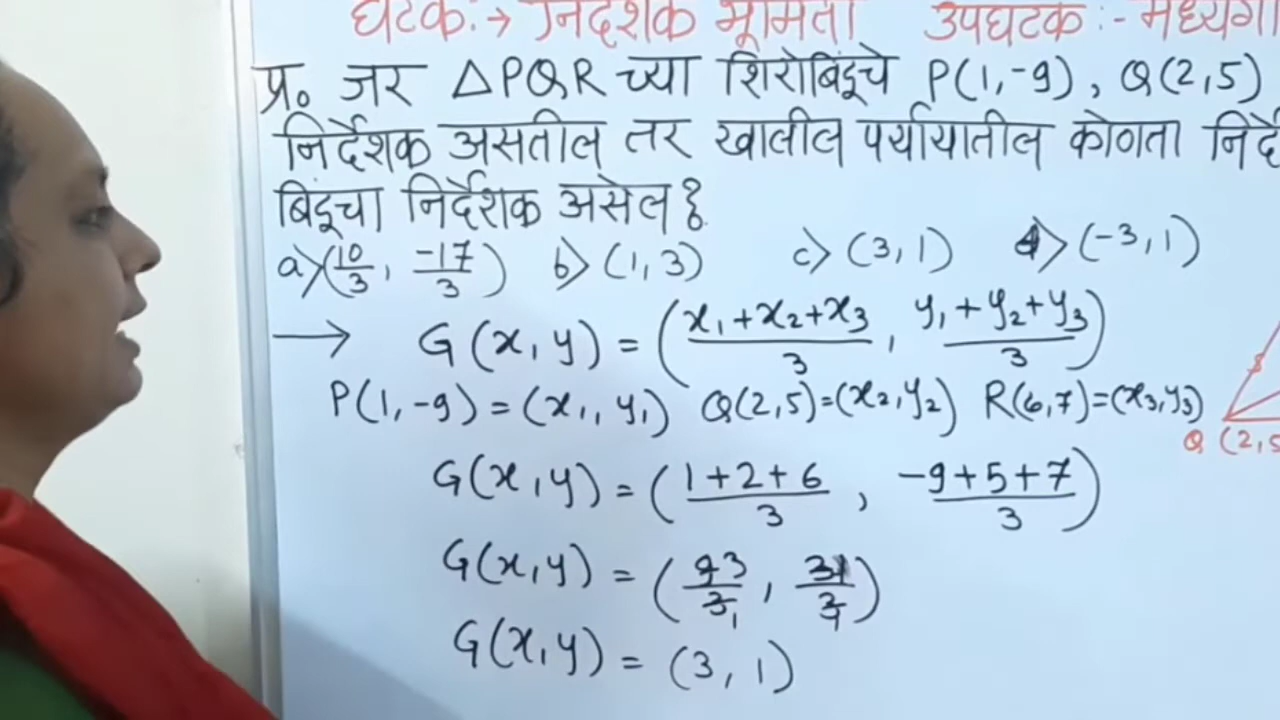 घटक:→ निर्देशक भूमिती उपघटक:-
प्र. जर △PQR च्या शिरोबिंदूचे P(1,-9), Q(2,5)
निर्देशक असतील तर खालील पर्यायातील कोणता
बिंदूचा निर्देशक असेल?
a) (10/3, -17/3) b) (1,3) c) (3,1) d) (-3,1)
→ G(x,y) = (x₁+x₂+x₃/3, y₁+y₂+y₃/3)
P(1,-9)=(x₁,y₁) Q(2,5)=(x₂,y₂) R(6,7)=(x₃,y₃)
Q (2,5
G(x,y) = (1+2+6/3, -9+5+7/3)
G(x,y) = (9/3, 3/3)
G(x,y) = (3,1)